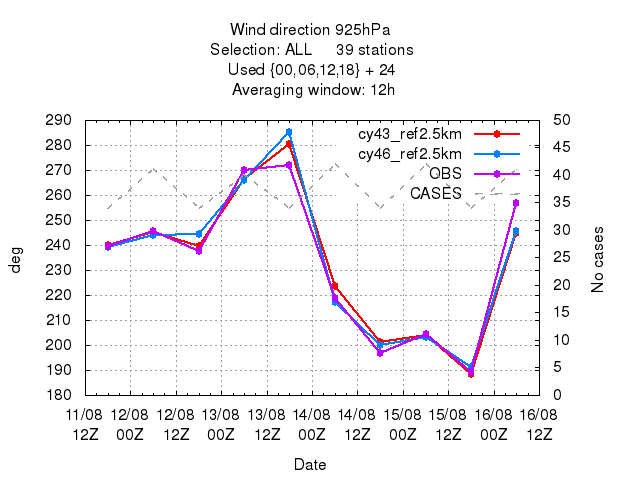 Wind direction 925hPa
Selection: ALL 39 stations
Used {00,06,12,18} + 24
Averaging window: 12h
290 50
280 45
270 40
260 35
250 30
240 25
230 20
220 15
210 10
200 5
190 0
180
deg
No cases
cy43_ref2.5km
cy46_ref2.5km
OBS
CASES
11/08 12/08 12/08 13/08 13/08 14/08 14/08 15/08 15/08 16/08 16/08
12Z 00Z 12Z 00Z 12Z 00Z 12Z 00Z 12Z 00Z 12Z
Date